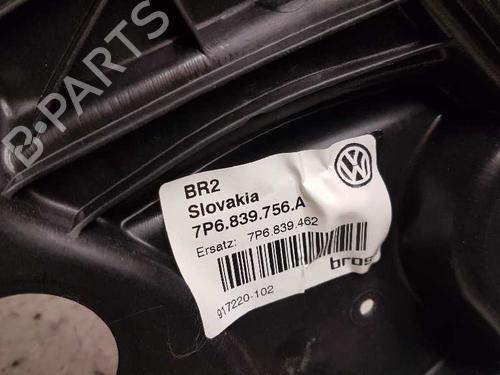 B-PARTS
BR2
Slovakia
7P6.839.756.A
Ersatz: 7P6.839.462
917220-102
bros